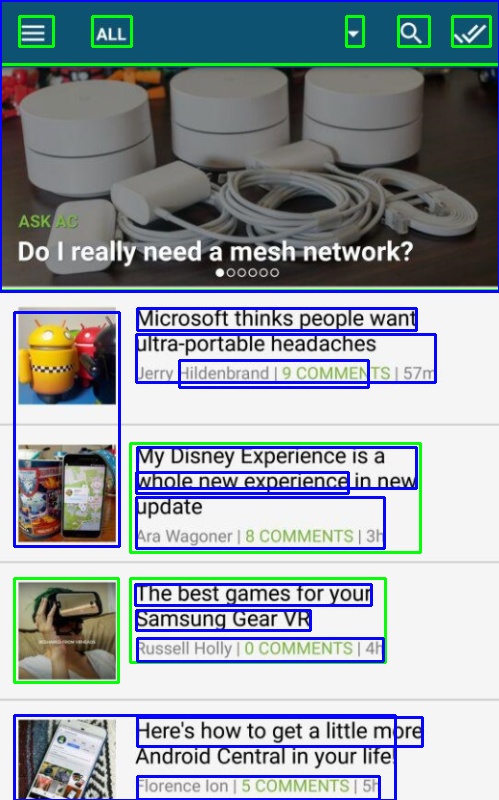 ALL
ASK AC
Do I really need a mesh network?
Microsoft thinks people want
ultra-portable headaches
Jerry Hildenbrand | 9 COMMENTS | 57m
My Disney Experience is a
whole new experience in new
update
Ara Wagoner | 8 COMMENTS | 3h
The best games for your
Samsung Gear VR
Russell Holly | 0 COMMENTS | 4h
Here's how to get a little more
Android Central in your life!
Florence Ion | 5 COMMENTS | 5h